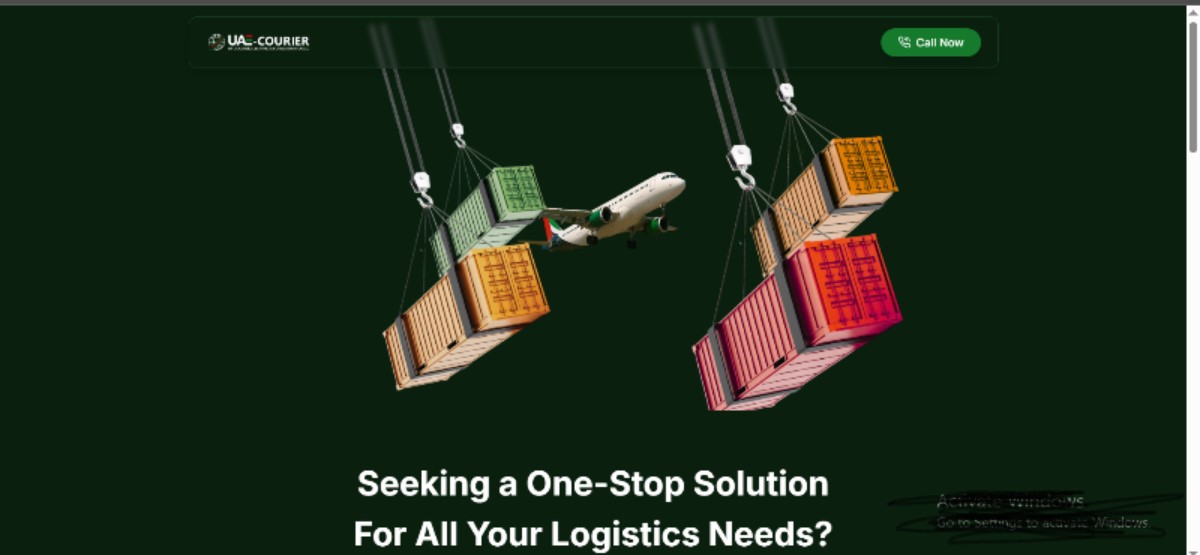 UAE-COURIER
Call Now
Seeking a One-Stop Solution
For All Your Logistics Needs?
Activate Windows
Go to Settings to activate Windows.